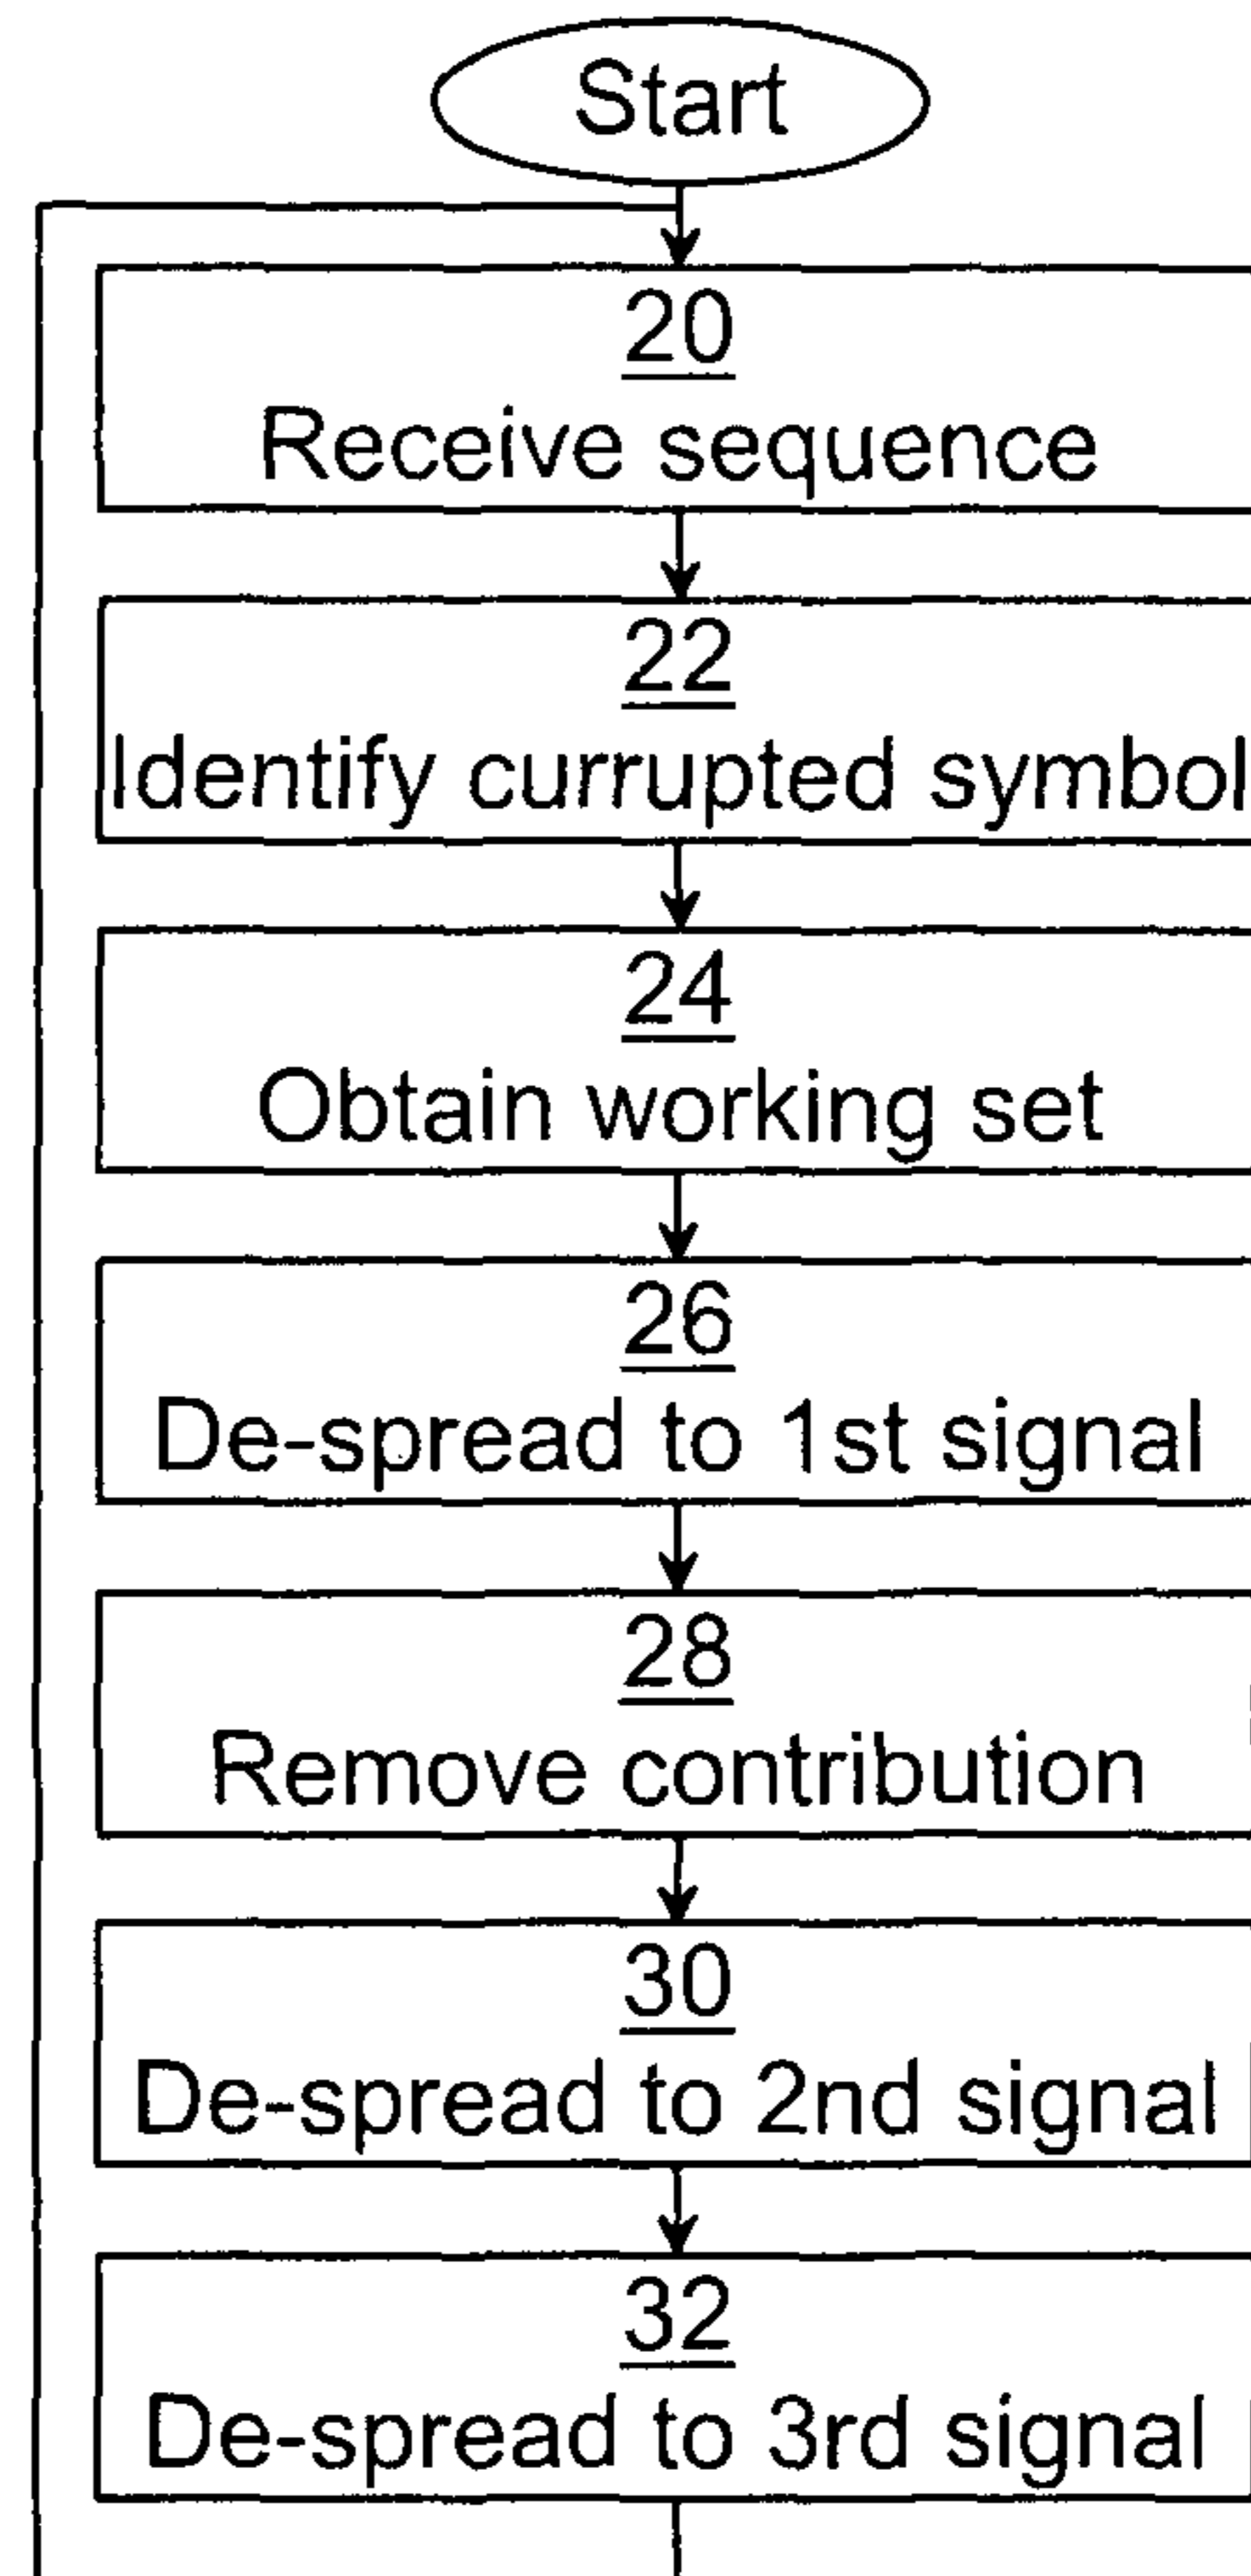 Start
20
Receive sequence
22
Identify currupted symbol
24
Obtain working set
26
De-spread to 1st signal
28
Remove contribution
30
De-spread to 2nd signal
32
De-spread to 3rd signal